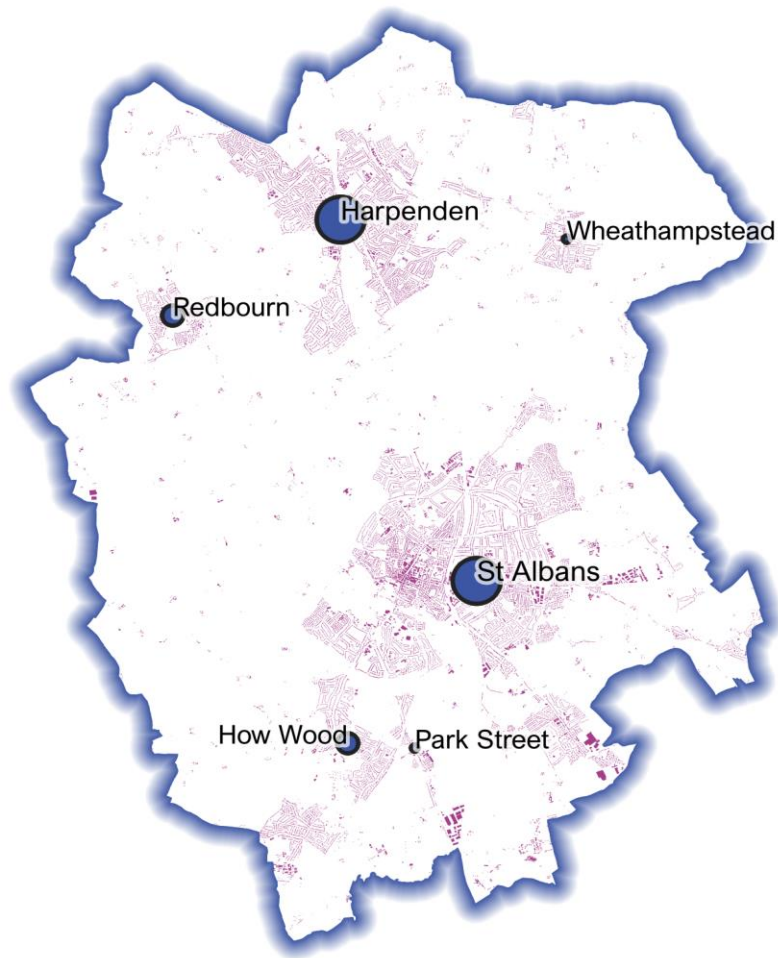 Harpenden
Wheathampstead
Redbourn
St Albans
How Wood
Park Street